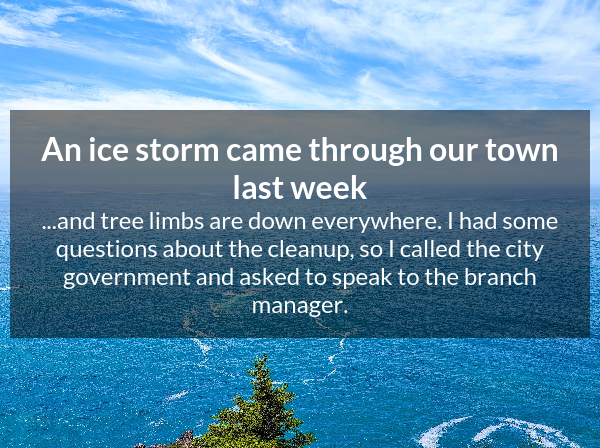 An ice storm came through our town
last week
...and tree limbs are down everywhere. I had some
questions about the cleanup, so I called the city
government and asked to speak to the branch
manager.